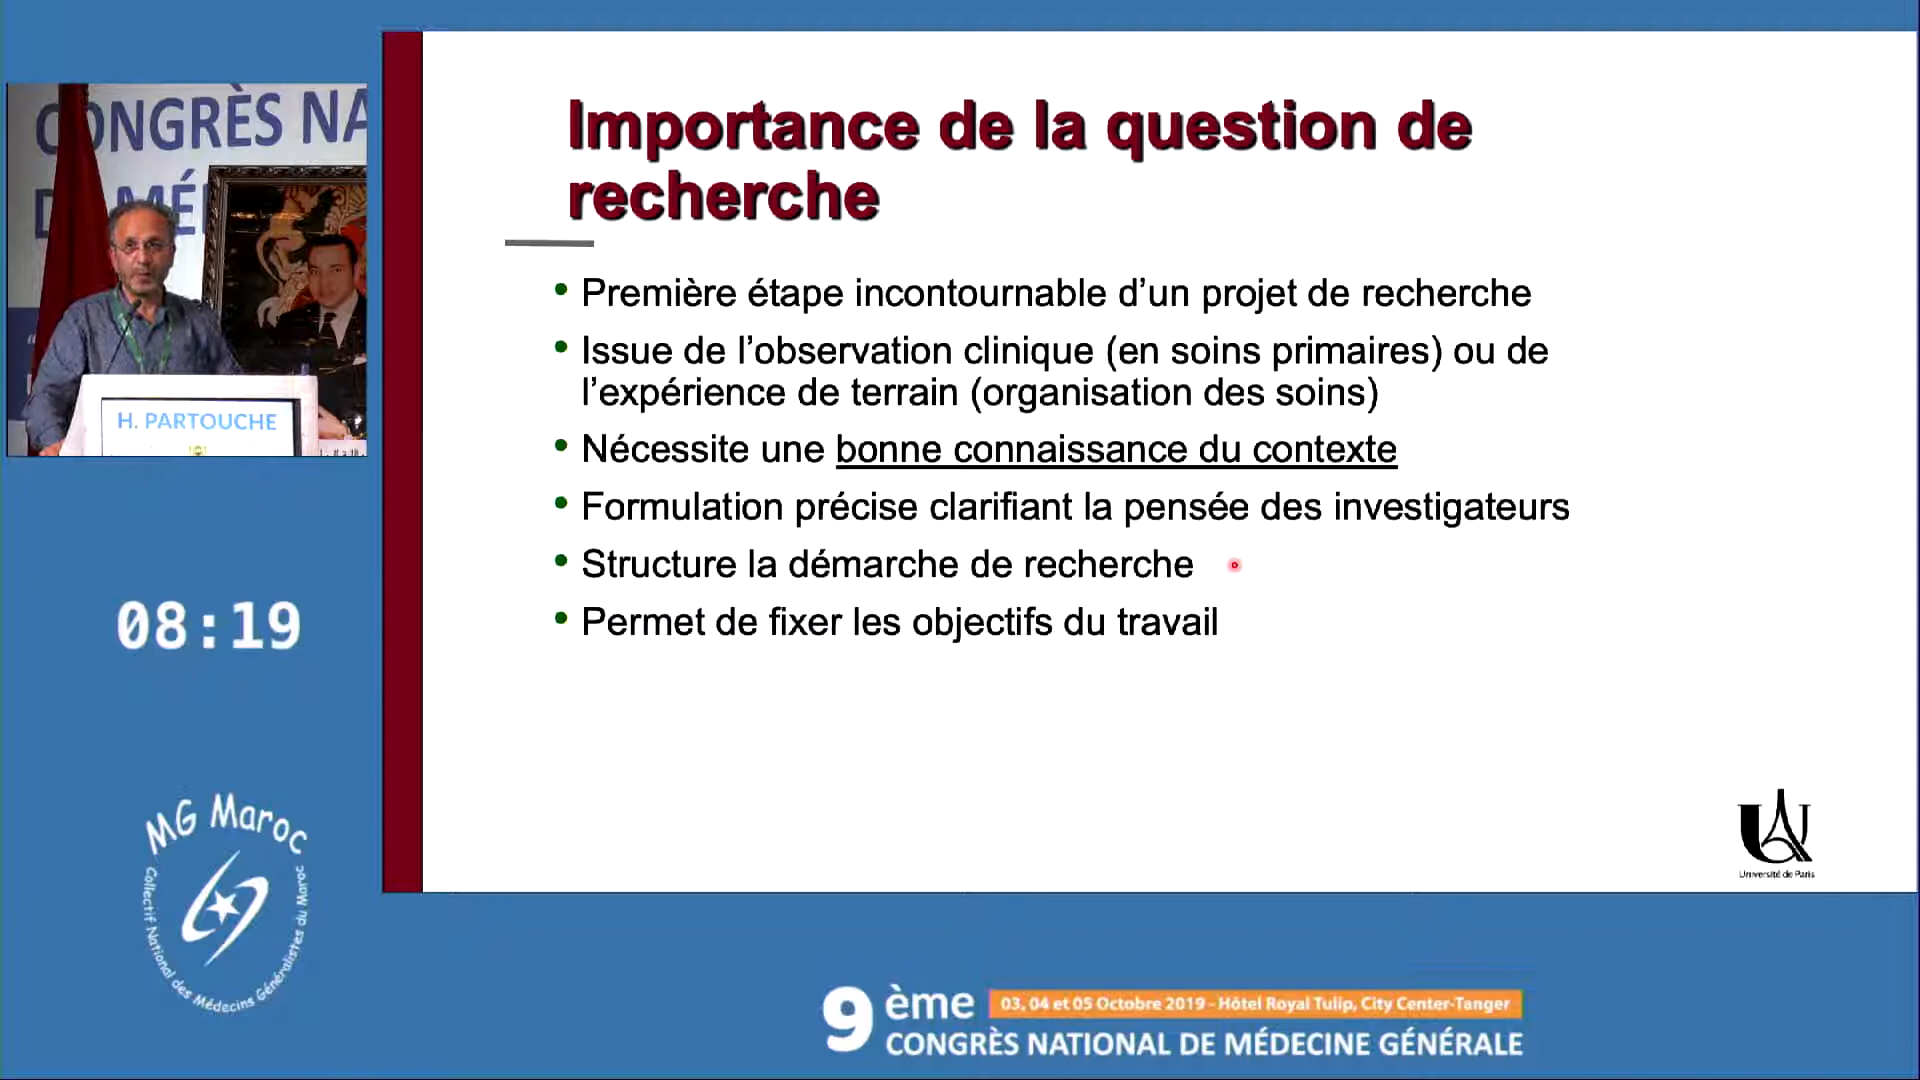 CONGRÈS NA
DE MÉ
H. PARTOUCHE
Importance de la question de
recherche
• Première étape incontournable d’un projet de recherche
• Issue de l’observation clinique (en soins primaires) ou de
l’expérience de terrain (organisation des soins)
• Nécessite une bonne connaissance du contexte
• Formulation précise clarifiant la pensée des investigateurs
• Structure la démarche de recherche
• Permet de fixer les objectifs du travail
08:19
MG Maroc
Collectif National des Médecins Généralistes du Maroc
Université de Paris
9ème
03, 04 et 05 Octobre 2019 - Hôtel Royal Tulip, City Center-Tanger
CONGRÈS NATIONAL DE MÉDECINE GÉNÉRALE